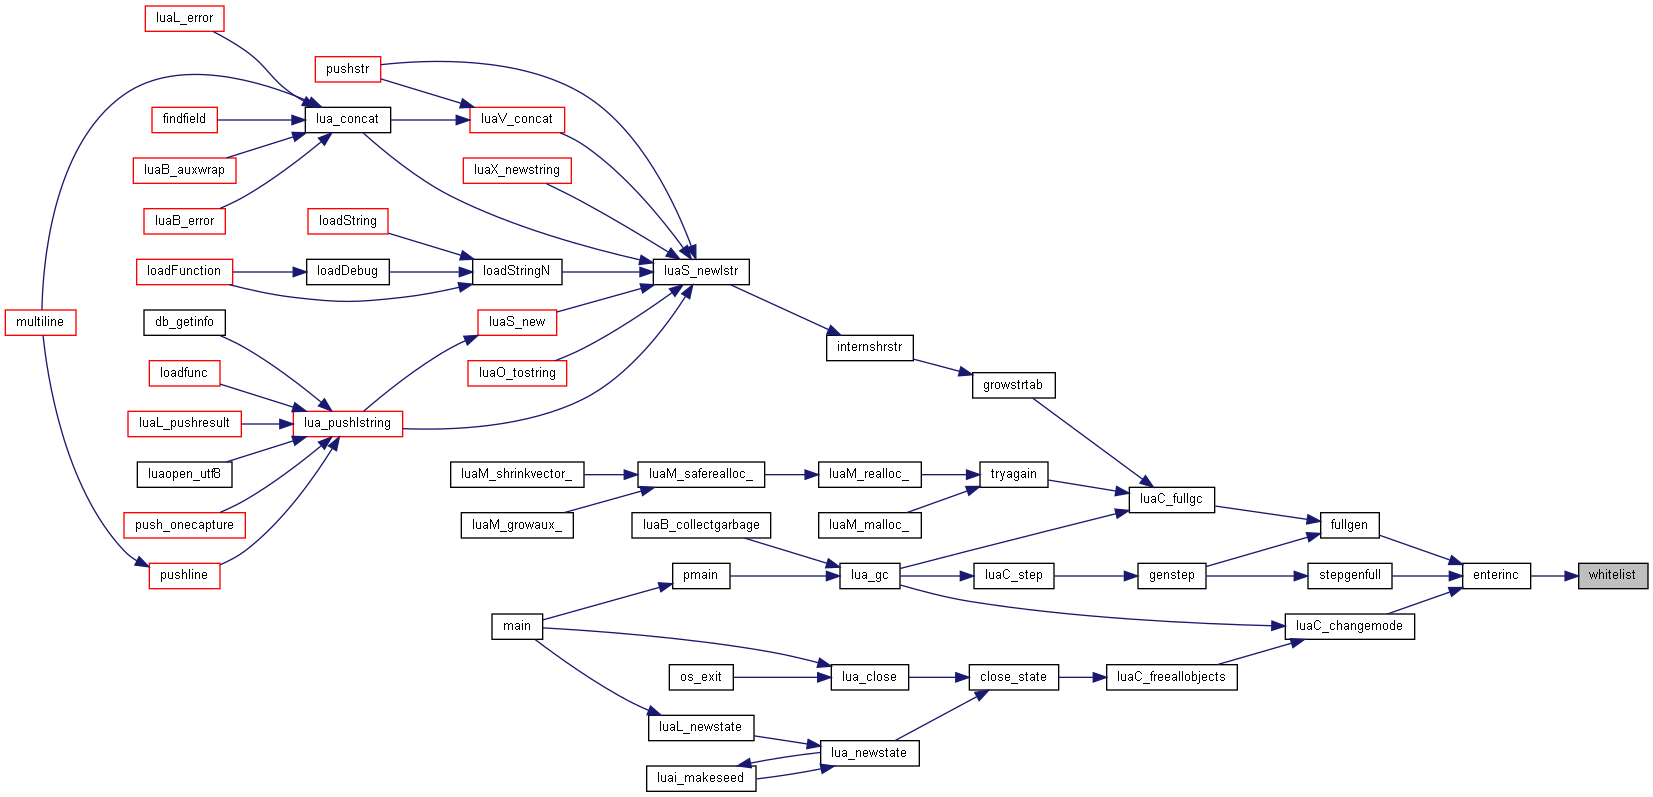 luaL_error
pushstr
findfield
lua_concat
luaV_concat
luaB_auxwrap
luaX_newstring
luaB_error
loadString
loadFunction
loadDebug
loadStringN
luaS_newlstr
multiline
db_getinfo
luaS_new
internshrstr
loadfunc
luaO_tostring
growstrtab
luaL_pushresult
lua_pushlstring
luaopen_utf8
luaM_shrinkvector_
luaM_saferealloc_
luaM_realloc_
tryagain
luaC_fullgc
push_onecapture
luaM_growaux_
luaB_collectgarbage
luaM_malloc_
fullgen
pushline
pmain
lua_gc
luaC_step
genstep
stepgenfull
enterinc
whitelist
main
luaC_changemode
os_exit
lua_close
close_state
luaC_freeallobjects
luaL_newstate
lua_newstate
luai_makeseed